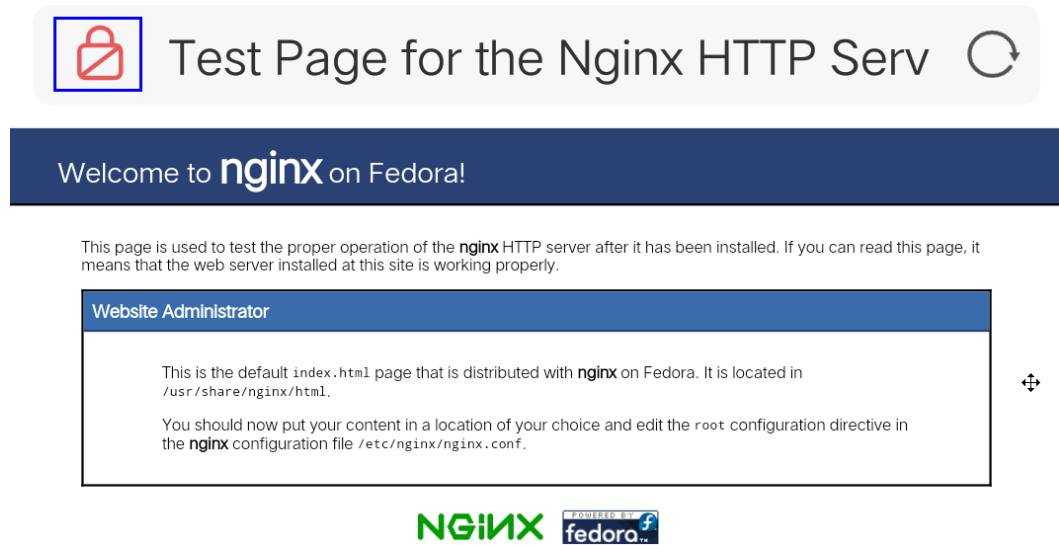 Test Page for the Nginx HTTP Serv
Welcome to nginx on Fedora!
This page is used to test the proper operation of the nginx HTTP server after it has been installed. If you can read this page, it
means that the web server installed at this site is working properly.
Website Administrator
This is the default index.html page that is distributed with nginx on Fedora. It is located in
/usr/share/nginx/html.
You should now put your content in a location of your choice and edit the root configuration directive in
the nginx configuration file /etc/nginx/nginx.conf.
NGINX
POWERED BY
fedora™